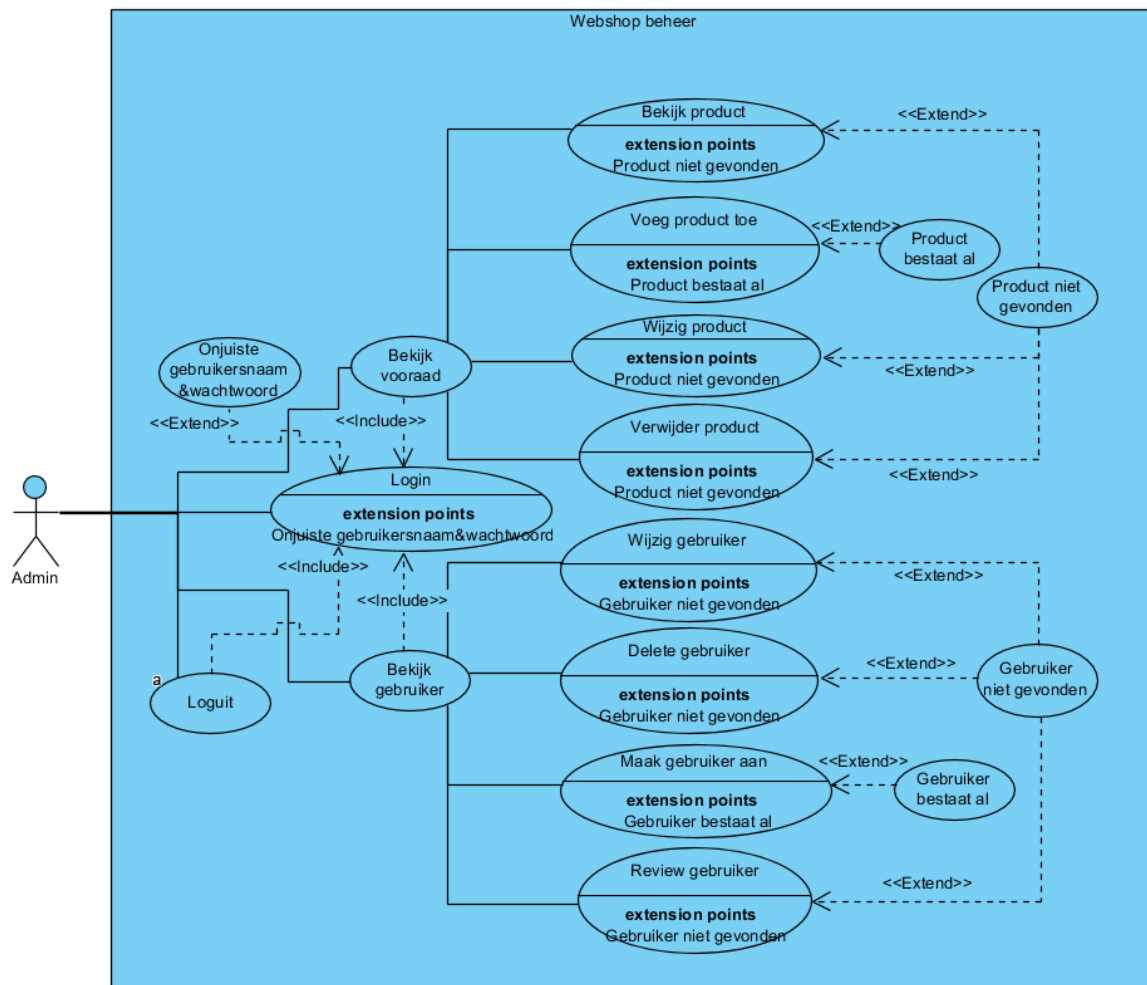 Webshop beheer
Bekijk product
extension points
Product niet gevonden
<<Extend>>
Voeg product toe
extension points
Product bestaat al
<<Extend>>
Product
bestaat al
Product niet
gevonden
Wijzig product
extension points
Product niet gevonden
<<Extend>>
Onjuiste
gebruikersnaam
&wachtwoord
<<Extend>>
Bekijk
vooraad
<<Include>>
Verwijder product
extension points
Product niet gevonden
<<Extend>>
Login
extension points
Onjuiste gebruikersnaam&wachtwoord
Admin
<<Include>>
<<Include>>
Wijzig gebruiker
extension points
Gebruiker niet gevonden
<<Extend>>
a
Loguit
Bekijk
gebruiker
Delete gebruiker
extension points
Gebruiker niet gevonden
<<Extend>>
Gebruiker
niet gevonden
Maak gebruiker aan
extension points
Gebruiker bestaat al
<<Extend>>
Gebruiker
bestaat al
Review gebruiker
extension points
Gebruiker niet gevonden
<<Extend>>